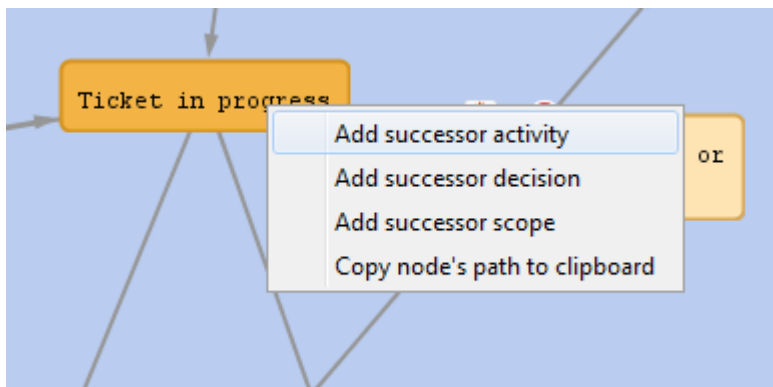 Ticket in progress
Add successor activity
or
Add successor decision
Add successor scope
Copy node's path to clipboard